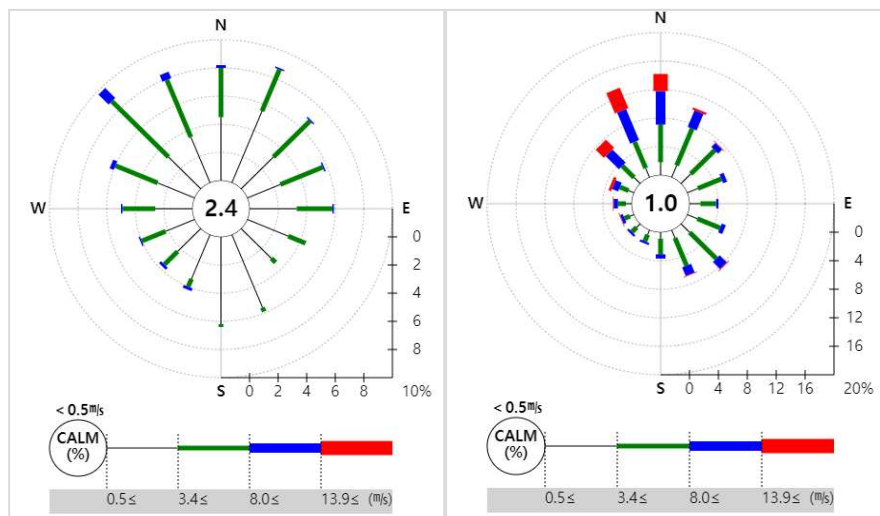 N
W
2.4
E
0
2
4
6
8
S
0 2 4 6 8 10%
< 0.5㎧
CALM
(%)
0.5≤ 3.4≤ 8.0≤ 13.9≤ (㎧)
N
W
1.0
E
0
4
8
12
16
S
0 4 8 12 16 20%
< 0.5㎧
CALM
(%)
0.5≤ 3.4≤ 8.0≤ 13.9≤ (㎧)